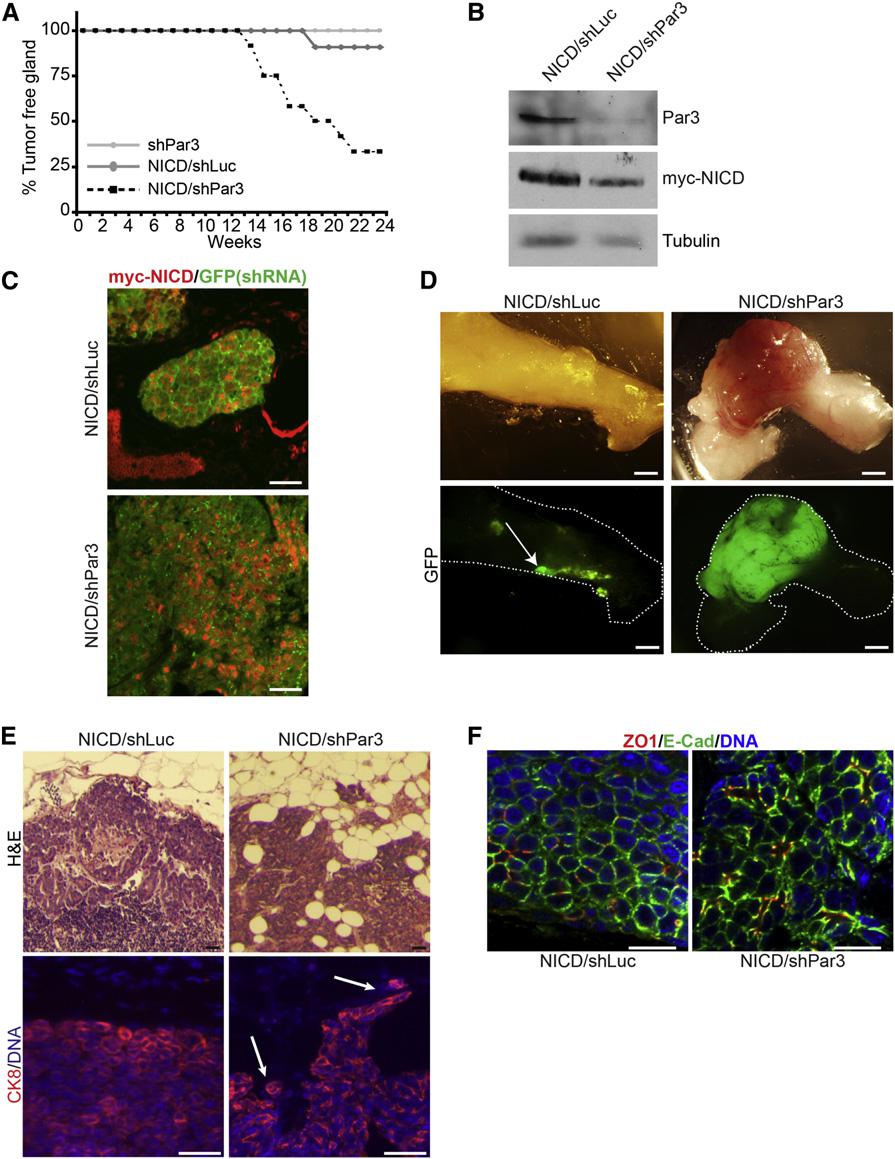 A
% Tumor free gland
100
75
50
25
0
shPar3
NICD/shLuc
NICD/shPar3
0 2 4 6 8 10 12 14 16 18 20 22 24
Weeks
B
NICD/shLuc
NICD/shPar3
Par3
myc-NICD
Tubulin
C
myc-NICD/GFP(shRNA)
NICD/shLuc
NICD/shPar3
D
NICD/shLuc
NICD/shPar3
GFP
E
NICD/shLuc
NICD/shPar3
H&E
CK8/DNA
F
ZO1/E-Cad/DNA
NICD/shLuc
NICD/shPar3